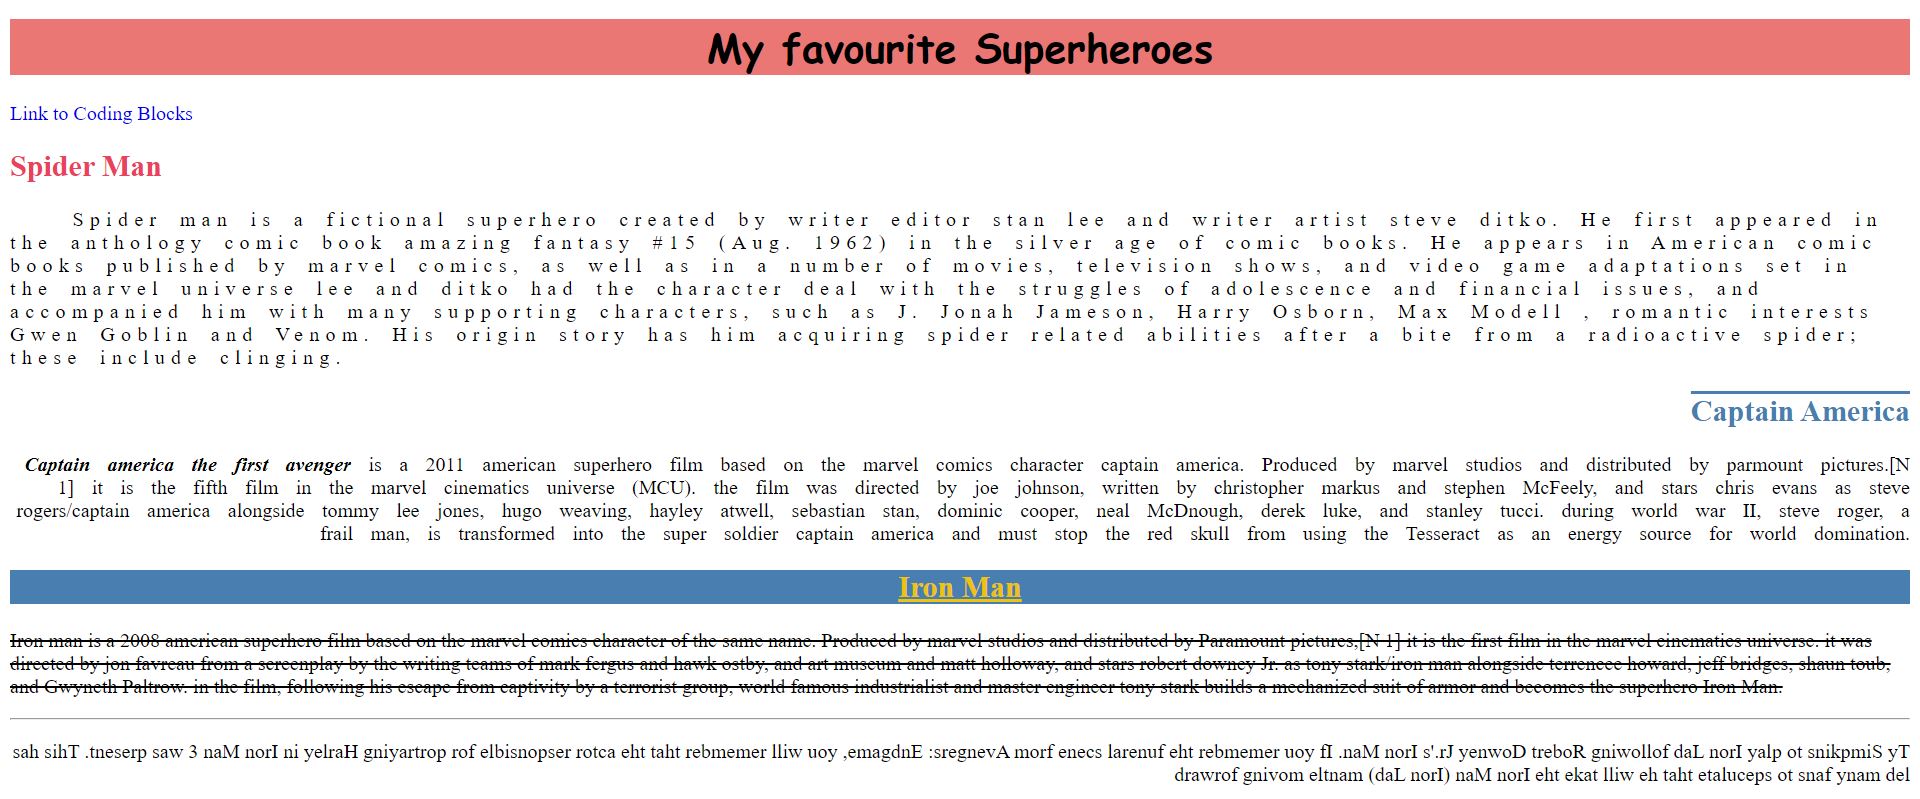 My favourite Superheroes
Link to Coding Blocks
Spider Man
Spider man is a fictional superhero created by writer editor stan lee and writer artist steve ditko. He first appeared in
the anthology comic book amazing fantasy #15 (Aug. 1962) in the silver age of comic books. He appears in American comic
books published by marvel comics, as well as in a number of movies, television shows, and video game adaptations set in
the marvel universe lee and ditko had the character deal with the struggles of adolescence and financial issues, and
accompanied him with many supporting characters, such as J. Jonah Jameson, Harry Osborn, Max Modell , romantic interests
Gwen Goblin and Venom. His origin story has him acquiring spider related abilities after a bite from a radioactive spider;
these include clinging.
Captain America
Captain america the first avenger is a 2011 american superhero film based on the marvel comics character captain america. Produced by marvel studios and distributed by parmount pictures.[N
1] it is the fifth film in the marvel cinematics universe (MCU). the film was directed by joe johnson, written by christopher markus and stephen McFeely, and stars chris evans as steve
rogers/captain america alongside tommy lee jones, hugo weaving, hayley atwell, sebastian stan, dominic cooper, neal McDnough, derek luke, and stanley tucci. during world war II, steve roger, a
frail man, is transformed into the super soldier captain america and must stop the red skull from using the Tesseract as an energy source for world domination.
Iron Man
Iron man is a 2008 american superhero film based on the marvel comics character of the same name. Produced by marvel studios and distributed by Paramount pictures,[N 1] it is the first film in the marvel cinematics universe. it was
directed by jon favreau from a screenplay by the writing teams of mark fergus and hawk ostby, and art museum and matt holloway, and stars robert downey Jr. as tony stark/iron man alongside terrenece howard, jeff bridges, shaun toub,
and Gwyneth Paltrow. in the film, following his escape from captivity by a terrorist group, world famous industrialist and master engineer tony stark builds a mechanized suit of armor and becomes the superhero Iron Man.
sah sihT .tneserp saw 3 naM norI ni yelraH gniyartrop rof elbisnopser rotca eht taht rebmemer lliw uoy ,emagdnE :sregnevA morf enecs larenuf eht rebmemer uoy fI .naM norI s'.rJ yenwoD treboR gniwollof daL norI yalp ot snikpmiS yT
drawrof gnivom eltnam (daL norI) naM norI eht ekat lliw eh taht etaluceps ot snaf ynam del